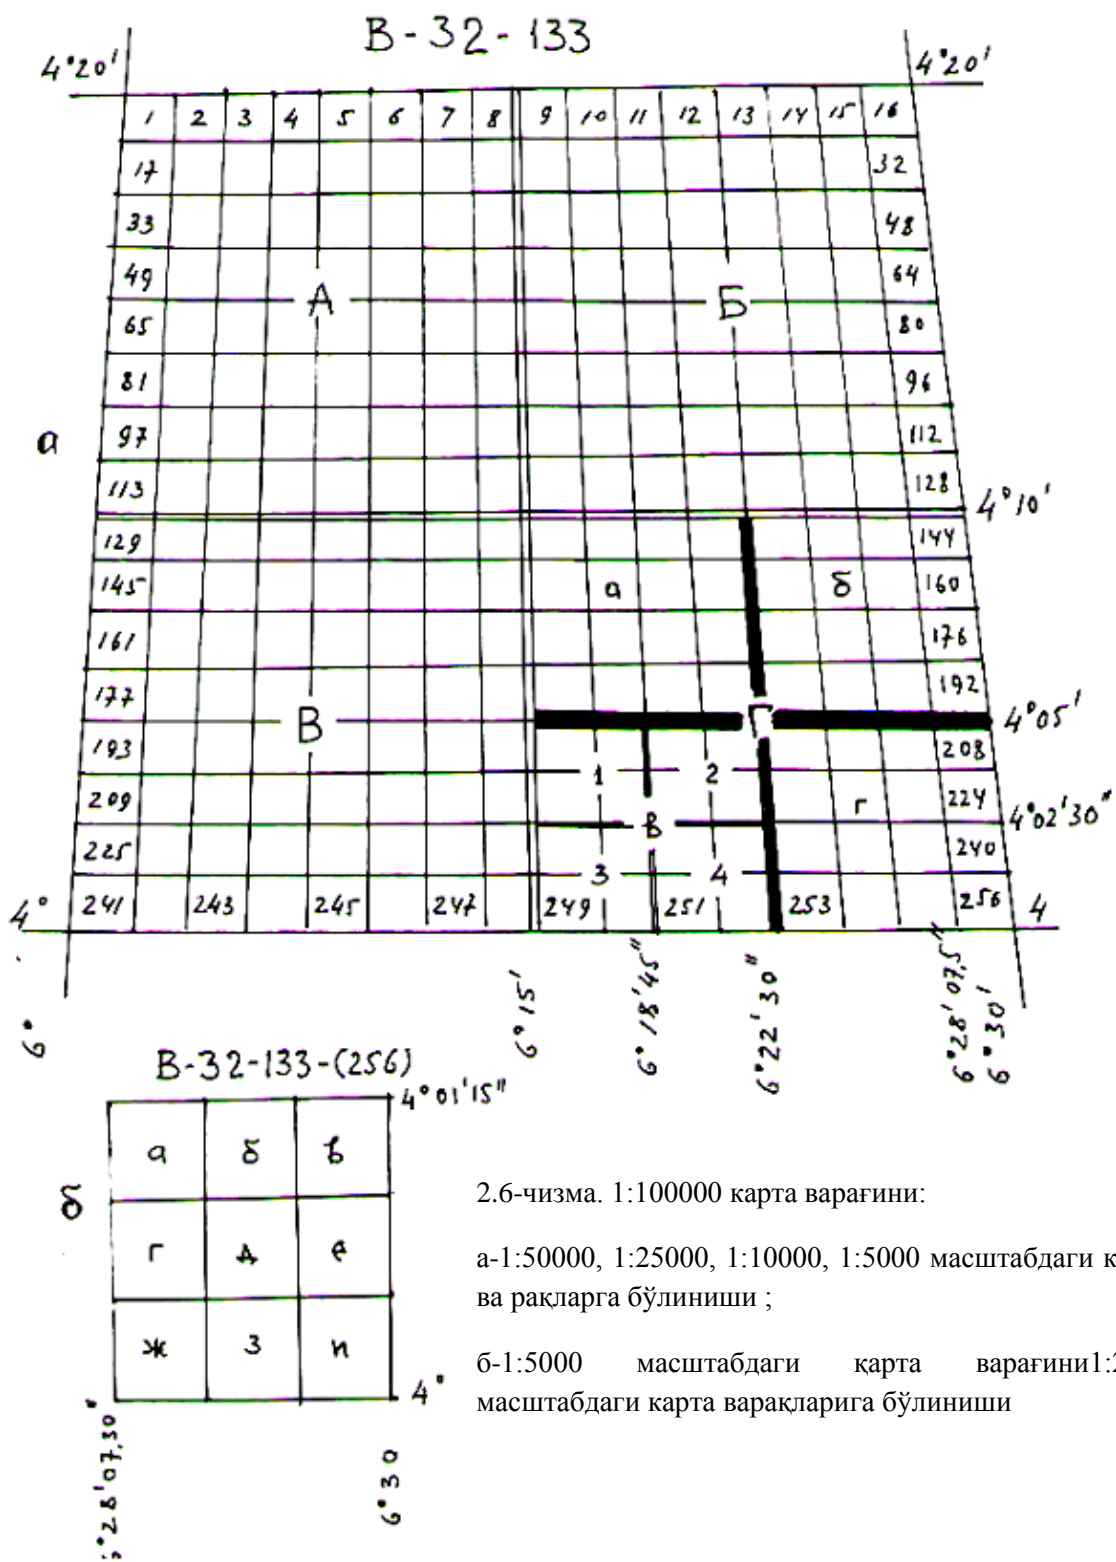 В-32-133
4°20' 4°20'
1 2 3 4 5 6 7 8 9 10 11 12 13 14 15 16
17 32
33 48
49 64
А Б
65 80
81 96
а
97 112
113 128
4°10'
129 144
145 а б 160
161 176
177 192
В Г 4°05'
193 208
1 2
209 г 224
4°02'30"
в
225 240
3 4
4° 241 243 245 247 249 251 253 256 4
6° 6°15' 6°18'45" 6°22'30" 6°28'07,5" 6°30'
В-32-133-(256)
4°01'15"
а б в
б
г д е
ж з и
4°
°28'07,30" 6°30
2.6-чизма. 1:100000 карта варағини:
а-1:50000, 1:25000, 1:10000, 1:5000 масштабдаги к
ва рақларга бўлиниши ;
б-1:5000 масштабдаги қарта варағини1:2
масштабдаги карта варақларига бўлиниши